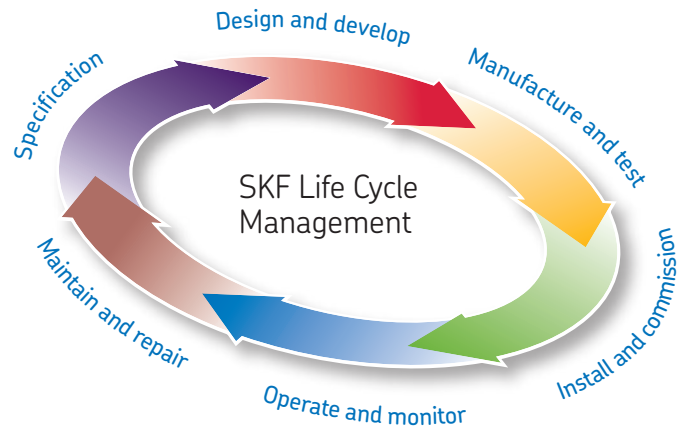 Design and develop
Manufacture and test
Specification
SKF Life Cycle
Management
Install and commission
Maintain and repair
Operate and monitor